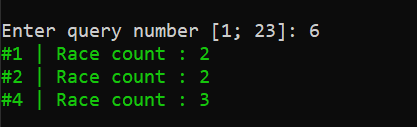 Enter query number [1; 23]: 6
#1 | Race count : 2
#2 | Race count : 2
#4 | Race count : 3